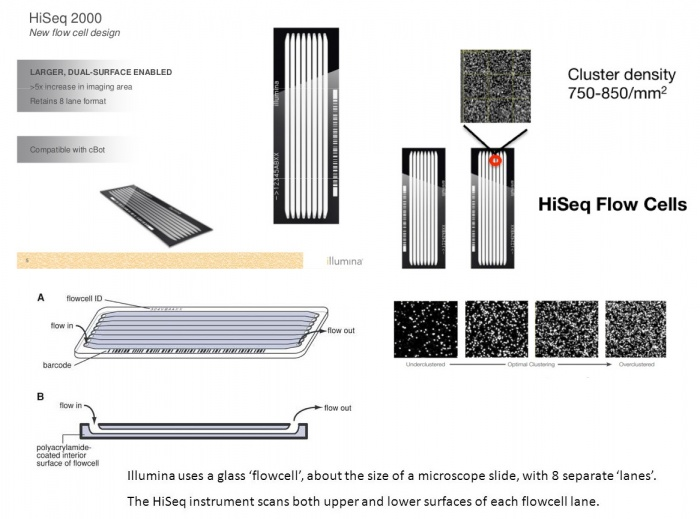 HiSeq 2000
New flow cell design
LARGER, DUAL-SURFACE ENABLED
>5x increase in imaging area
Retains 8 lane format
Compatible with cBot
illumina
illumina
Cluster density
750-850/mm²
HiSeq Flow Cells
A
flowcell ID
flow in
flow out
barcode
B
flow in
flow out
polyacrylamide-
coated interior
surface of flowcell
Underclustered
Optimal Clustering
Overclustered
Illumina uses a glass ‘flowcell’, about the size of a microscope slide, with 8 separate ‘lanes’.
The HiSeq instrument scans both upper and lower surfaces of each flowcell lane.